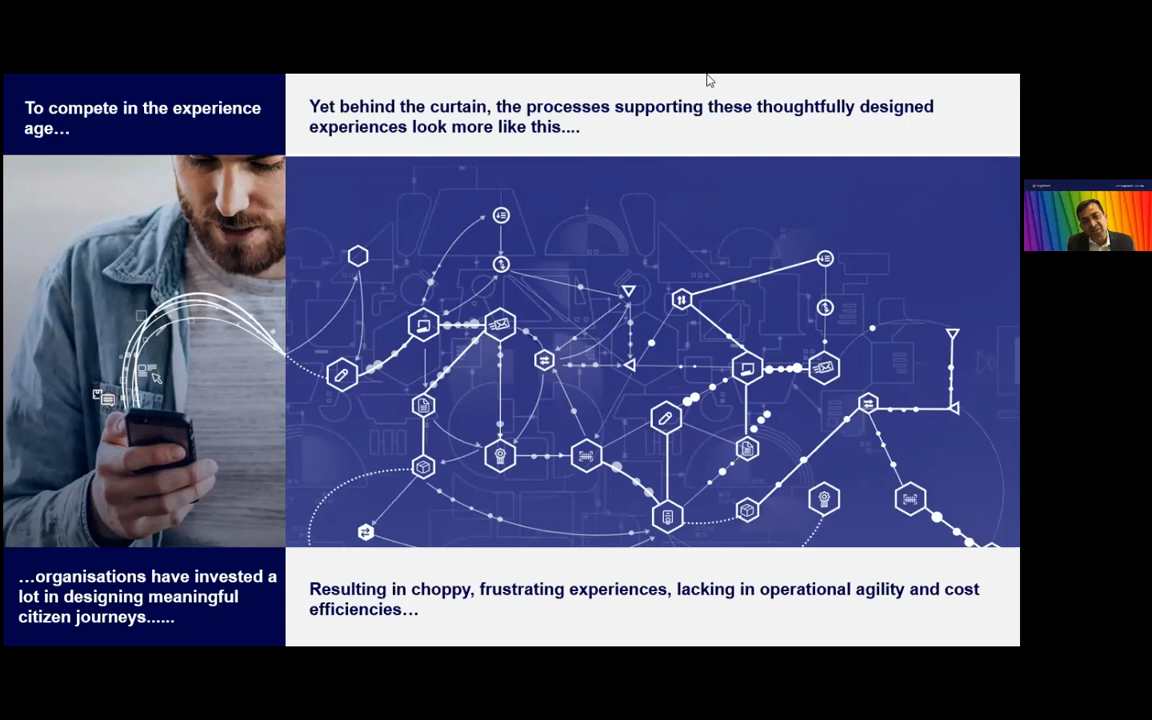 To compete in the experience
age…
Yet behind the curtain, the processes supporting these thoughtfully designed
experiences look more like this....
…organisations have invested a
lot in designing meaningful
citizen journeys......
Resulting in choppy, frustrating experiences, lacking in operational agility and cost
efficiencies…